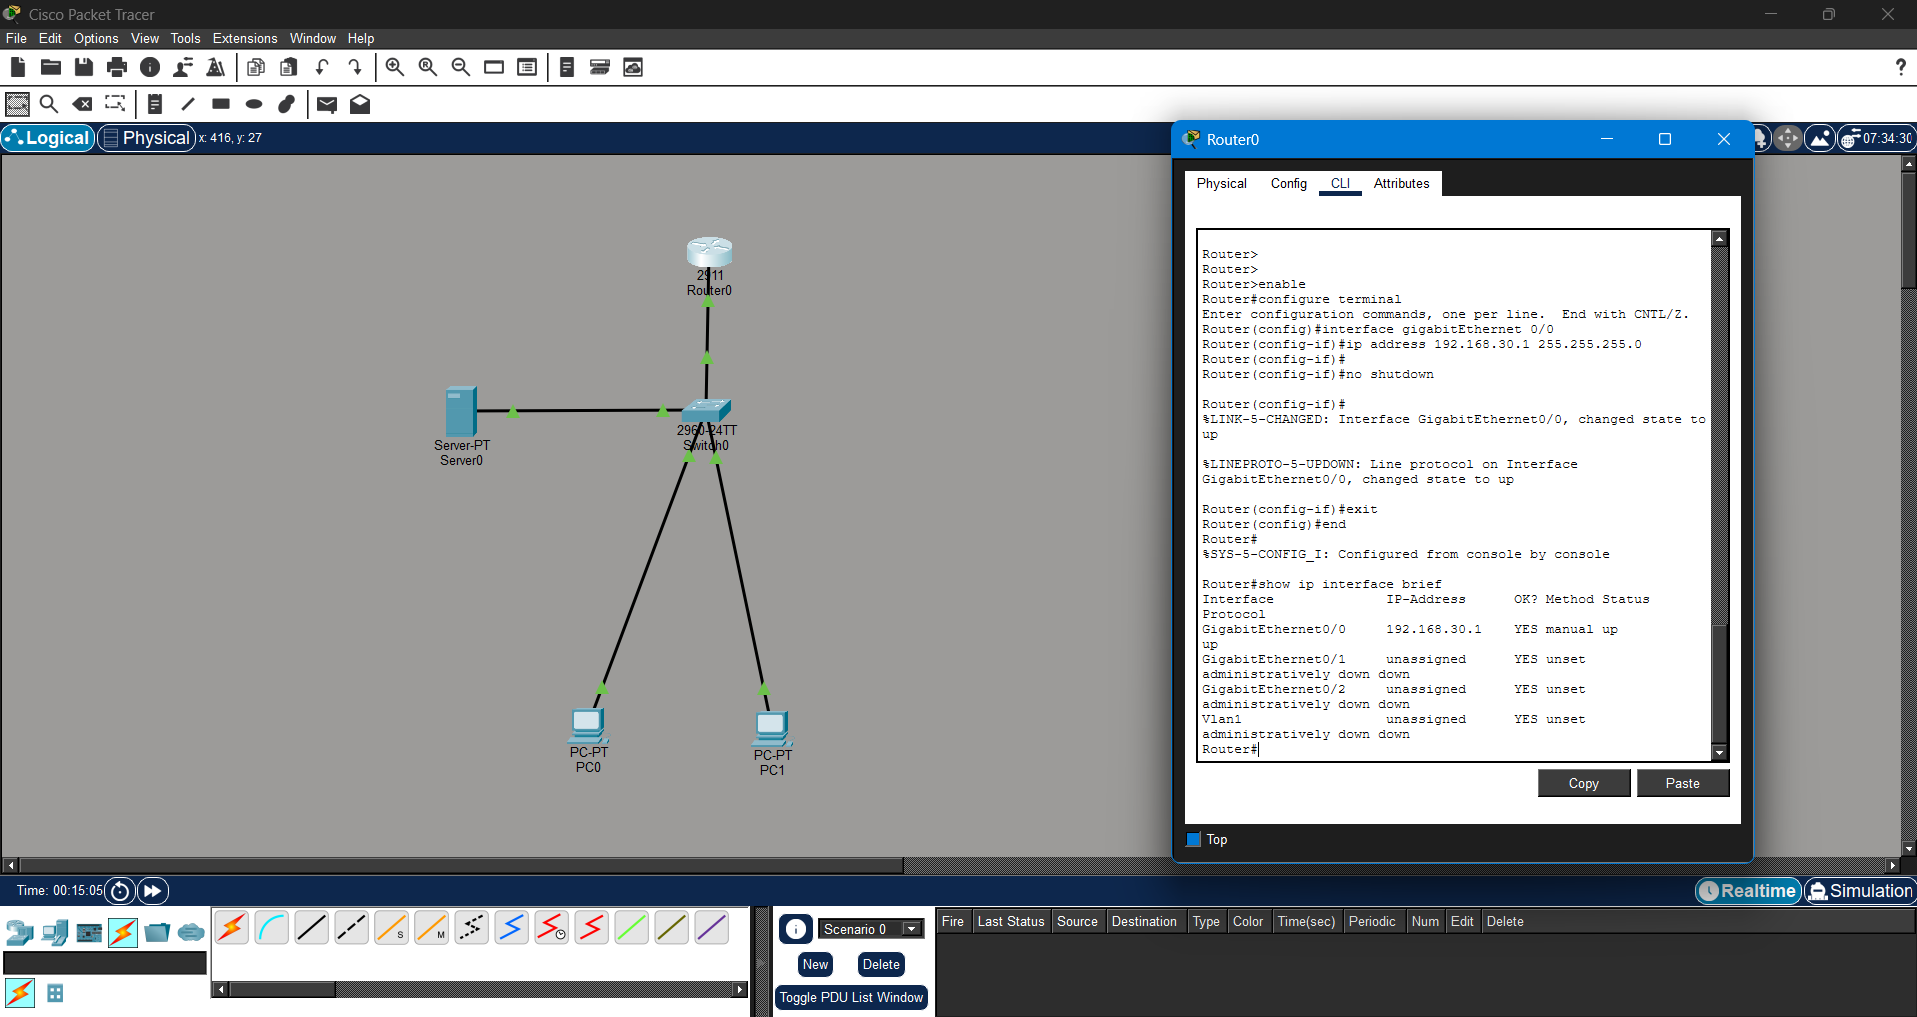 Cisco Packet Tracer
File Edit Options View Tools Extensions Window Help
?
Logical Physical x: 416, y: 27
07:34:30
2911
Router0
Server-PT
Server0
2960-24TT
Switch0
PC-PT
PC0
PC-PT
PC1
Router0
Physical Config CLI Attributes
Router>
Router>
Router>enable
Router#configure terminal
Enter configuration commands, one per line.  End with CNTL/Z.
Router(config)#interface gigabitEthernet 0/0
Router(config-if)#ip address 192.168.30.1 255.255.255.0
Router(config-if)#
Router(config-if)#no shutdown
Router(config-if)#
%LINK-5-CHANGED: Interface GigabitEthernet0/0, changed state to
up
%LINEPROTO-5-UPDOWN: Line protocol on Interface
GigabitEthernet0/0, changed state to up
Router(config-if)#exit
Router(config)#end
Router#
%SYS-5-CONFIG_I: Configured from console by console
Router#show ip interface brief
Interface IP-Address OK? Method Status
Protocol
GigabitEthernet0/0 192.168.30.1 YES manual up
up
GigabitEthernet0/1 unassigned YES unset
administratively down down
GigabitEthernet0/2 unassigned YES unset
administratively down down
Vlan1 unassigned YES unset
administratively down down
Router#
Copy Paste
Top
Time: 00:15:05
Realtime Simulation
S M
Scenario 0
New Delete
Toggle PDU List Window
Fire Last Status Source Destination Type Color Time(sec) Periodic Num Edit Delete